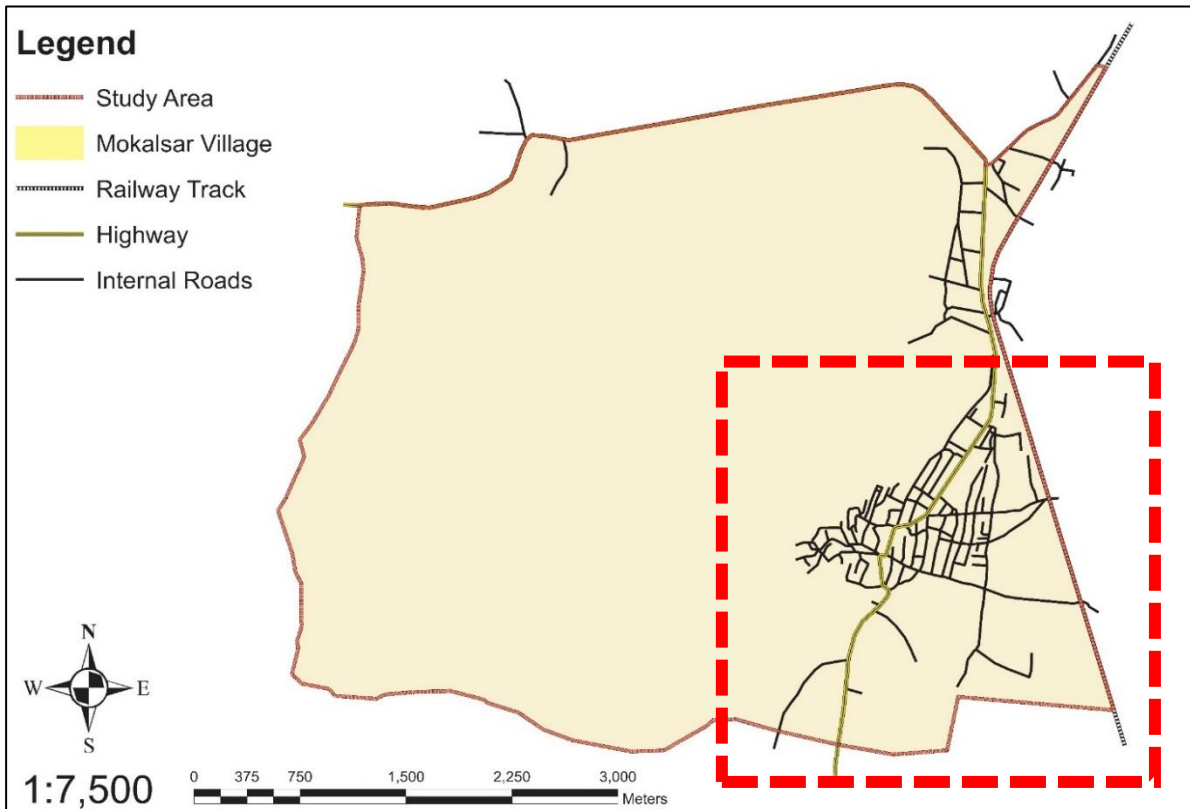 Legend
Study Area
Mokalsar Village
Railway Track
Highway
Internal Roads
N
W E
S
1:7,500
0 375 750 1,500 2,250 3,000
Meters